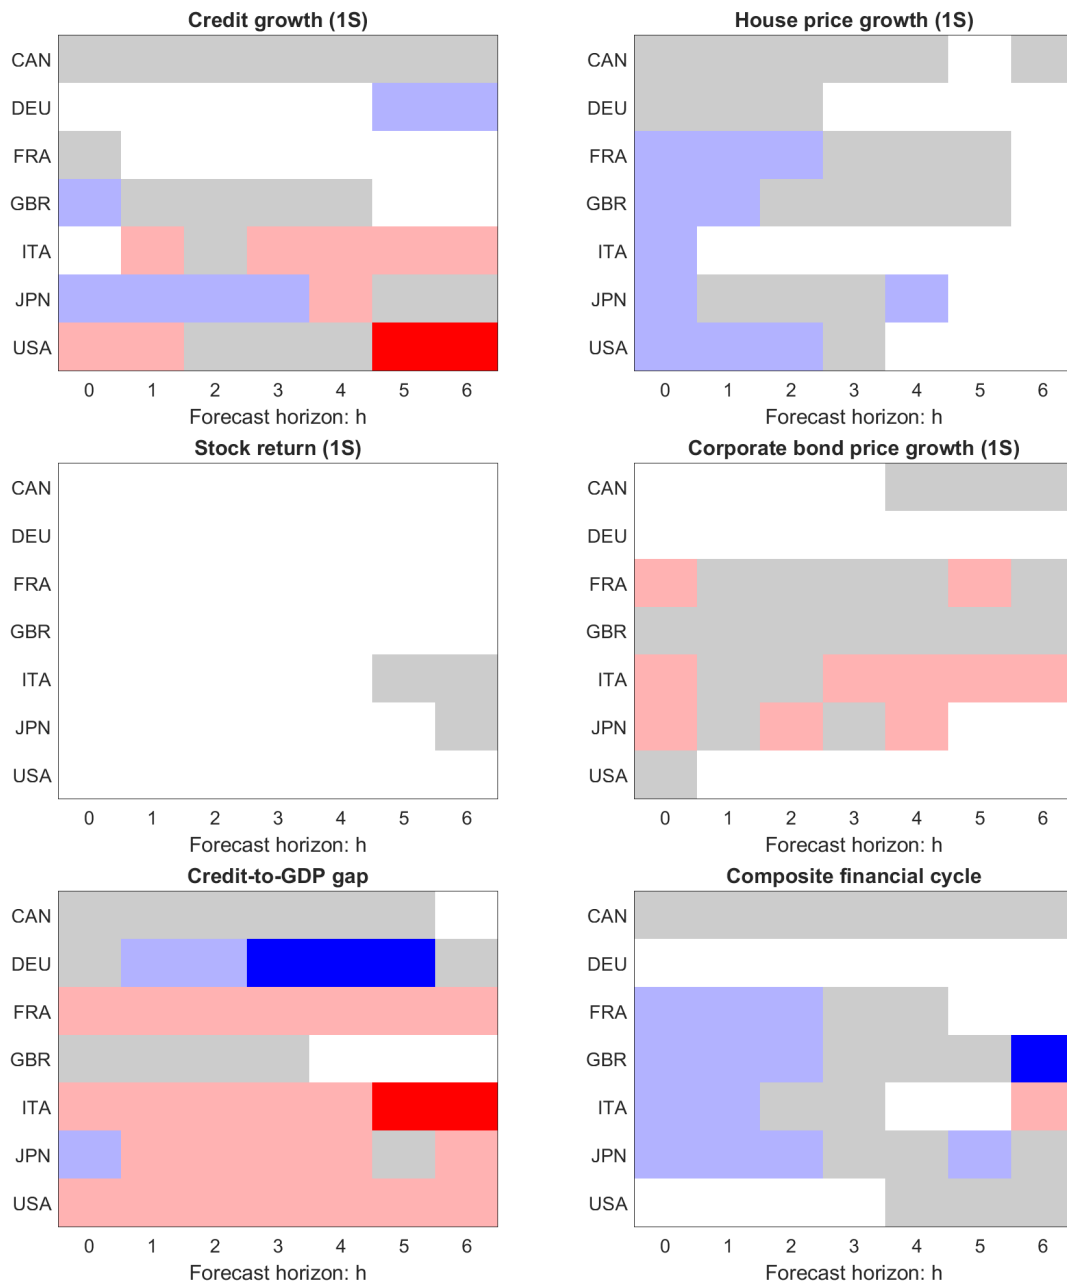 Credit growth (1S)
CAN
DEU
FRA
GBR
ITA
JPN
USA
0 1 2 3 4 5 6
Forecast horizon: h
House price growth (1S)
CAN
DEU
FRA
GBR
ITA
JPN
USA
0 1 2 3 4 5 6
Forecast horizon: h
Stock return (1S)
CAN
DEU
FRA
GBR
ITA
JPN
USA
0 1 2 3 4 5 6
Forecast horizon: h
Corporate bond price growth (1S)
CAN
DEU
FRA
GBR
ITA
JPN
USA
0 1 2 3 4 5 6
Forecast horizon: h
Credit-to-GDP gap
CAN
DEU
FRA
GBR
ITA
JPN
USA
0 1 2 3 4 5 6
Forecast horizon: h
Composite financial cycle
CAN
DEU
FRA
GBR
ITA
JPN
USA
0 1 2 3 4 5 6
Forecast horizon: h